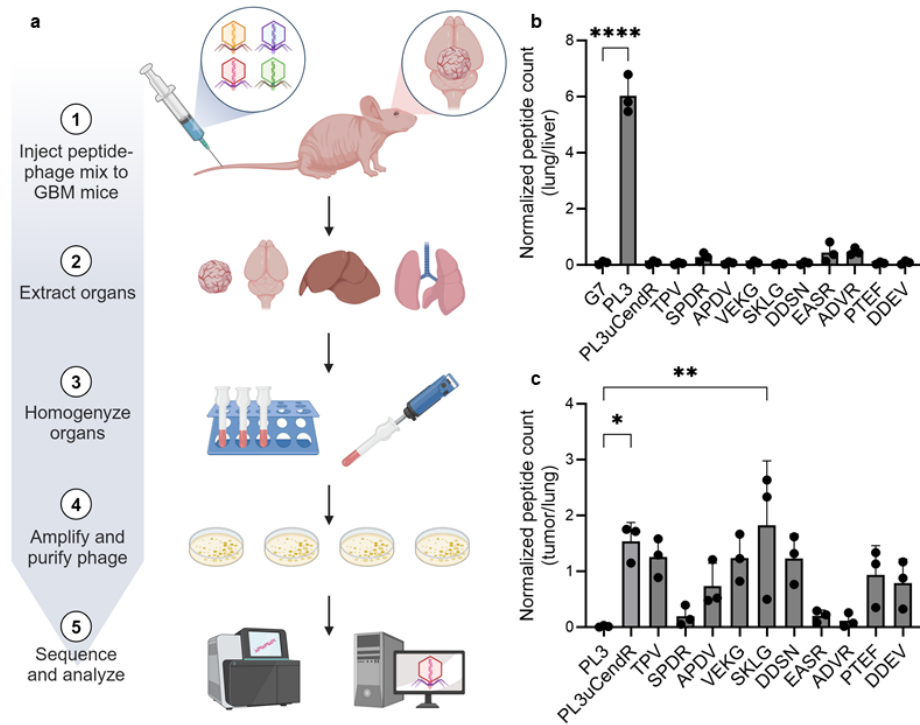 a
1
Inject peptide-
phage mix to
GBM mice
2
Extract organs
3
Homogenyze
organs
4
Amplify and
purify phage
5
Sequence
and analyze
b
****
Normalized peptide count
(lung/liver)
8
6
4
2
0
G7
PL3
PL3uCendR
TPV
SPDR
APDV
VEKG
SKLG
DDSN
EASR
ADVR
PTEF
DDEV
c
**
*
Normalized peptide count
(tumor/lung)
4
3
2
1
0
PL3
PL3uCendR
TPV
SPDR
APDV
VEKG
SKLG
DDSN
EASR
ADVR
PTEF
DDEV